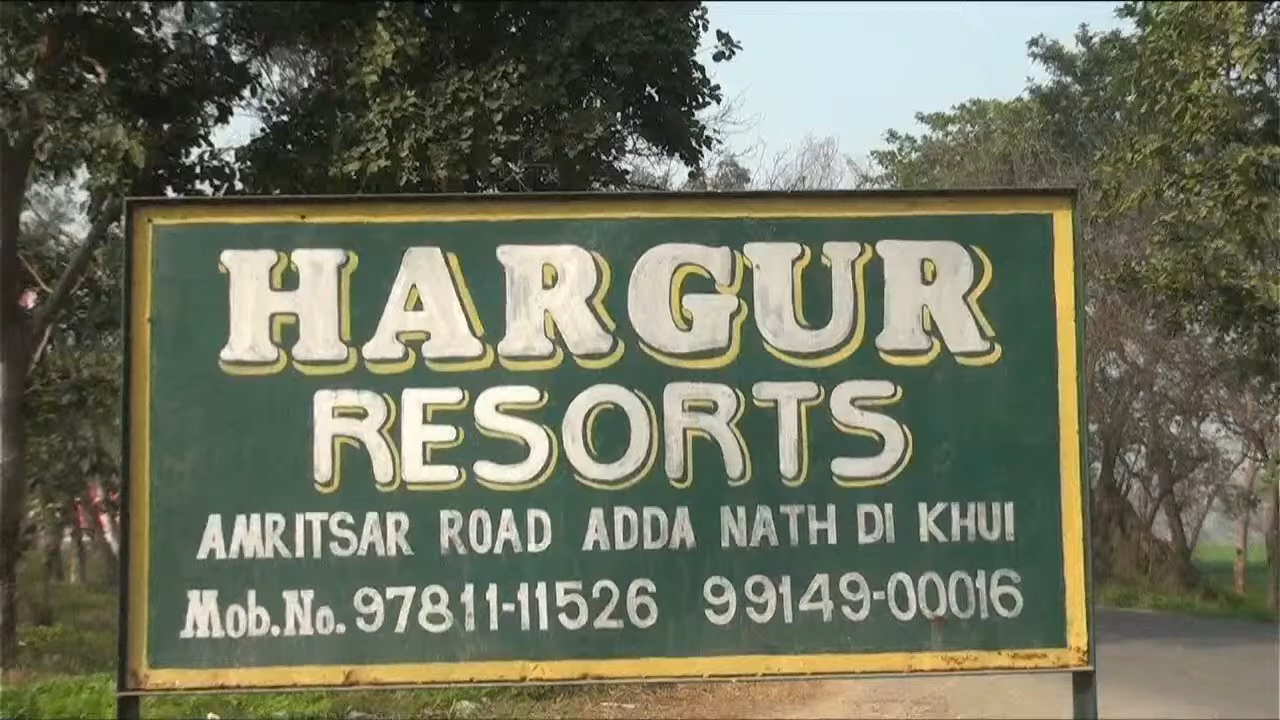 HARGUR
RESORTS
AMRITSAR ROAD ADDA NATH DI KHUI
Mob.No. 97811-11526 99149-00016